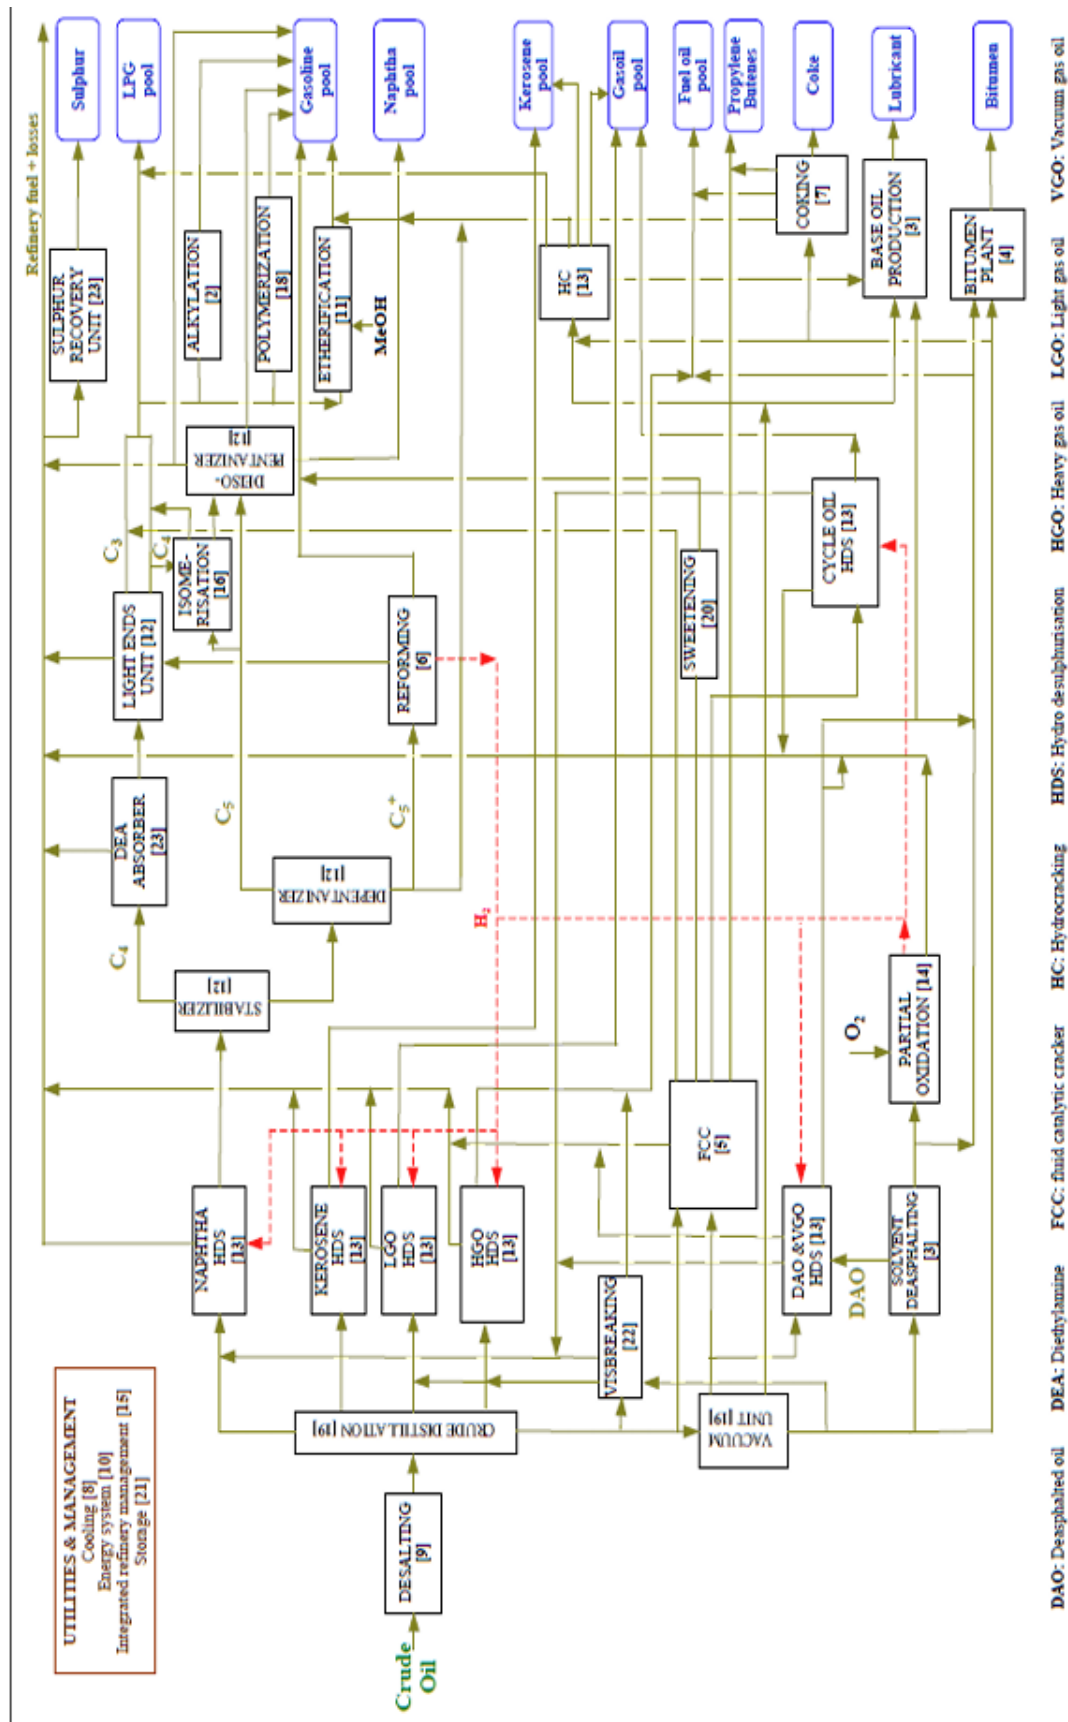 UTILITIES & MANAGEMENT
Cooling [8]
Energy system [10]
Integrated refinery management [15]
Storage [21]
Crude
Oil
DESALTING
[9]
CRUDE DISTILLATION [19]
VACUUM
UNIT [19]
NAPHTHA
HDS
[13]
KEROSENE
HDS
[13]
LGO
HDS
[13]
HGO
HDS
[13]
VISBREAKING
[22]
FCC
[5]
DAO & VGO
HDS [13]
DAO
SOLVENT
DEASPHALTING
[3]
O2
PARTIAL
OXIDATION [14]
STABILIZER
[12]
C4
DEA
ABSORBER
[23]
DEPENTANIZER
[12]
C5
C5+
H2
LIGHT ENDS
UNIT [12]
C3
C4
ISOME-
RISATION
[16]
REFORMING
[6]
SWEETENING
[20]
CYCLE OIL
HDS [13]
DEISO-
PENTANIZER
[12]
SULPHUR
RECOVERY
UNIT [23]
ALKYLATION
[2]
POLYMERIZATION
[18]
ETHERIFICATION
[11]
MeOH
HC
[13]
COKING
[7]
BASE OIL
PRODUCTION
[3]
BITUMEN
PLANT
[4]
Refinery fuel + losses
Sulphur
LPG
pool
Gasoline
pool
Naphtha
pool
Kerosene
pool
Gasoil
pool
Fuel oil
pool
Propylene
Butenes
Coke
Lubricant
Bitumen
DAO: Deasphalted oil DEA: Diethylamine FCC: fluid catalytic cracker HC: Hydrocracking HDS: Hydro desulphurisation HGO: Heavy gas oil LGO: Light gas oil VGO: Vacuum gas oil